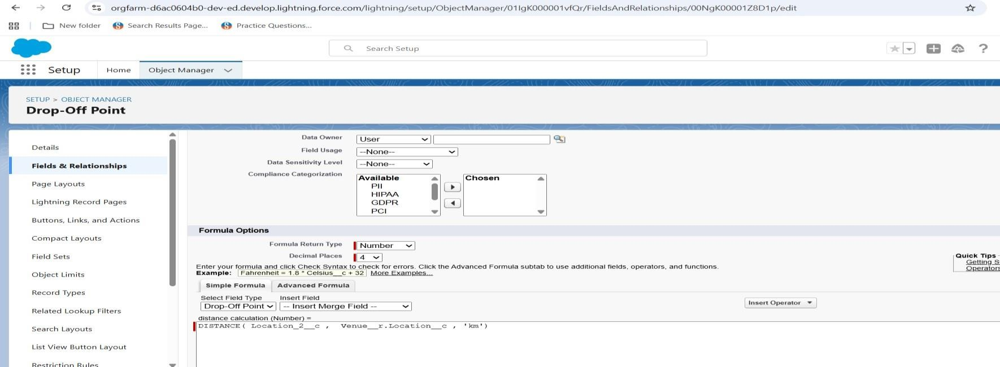 orgfarm-d6ac0604b0-dev-ed.develop.lightning.force.com/lightning/setup/ObjectManager/01IgK000001vfQr/FieldsAndRelationships/00NgK00001Z8D1p/edit
New folder
Search Results Page...
Practice Questions...
Search Setup
Setup
Home
Object Manager
SETUP > OBJECT MANAGER
Drop-Off Point
Details
Fields & Relationships
Page Layouts
Lightning Record Pages
Buttons, Links, and Actions
Compact Layouts
Field Sets
Object Limits
Record Types
Related Lookup Filters
Search Layouts
List View Button Layout
Restriction Rules
Data Owner User
Field Usage --None--
Data Sensitivity Level --None--
Compliance Categorization
Available
PII
HIPAA
GDPR
PCI
Chosen
Formula Options
Formula Return Type Number
Decimal Places 4
Enter your formula and click Check Syntax to check for errors. Click the Advanced Formula subtab to use additional fields, operators, and functions.
Example: Fahrenheit = 1.8 * Celsius__c + 32 More Examples...
Quick Tips
Getting S
Operators
Simple Formula Advanced Formula
Select Field Type Insert Field
Drop-Off Point -- Insert Merge Field --
Insert Operator
distance calculation (Number) =
DISTANCE( Location_2__c , Venue__r.Location__c , 'km')